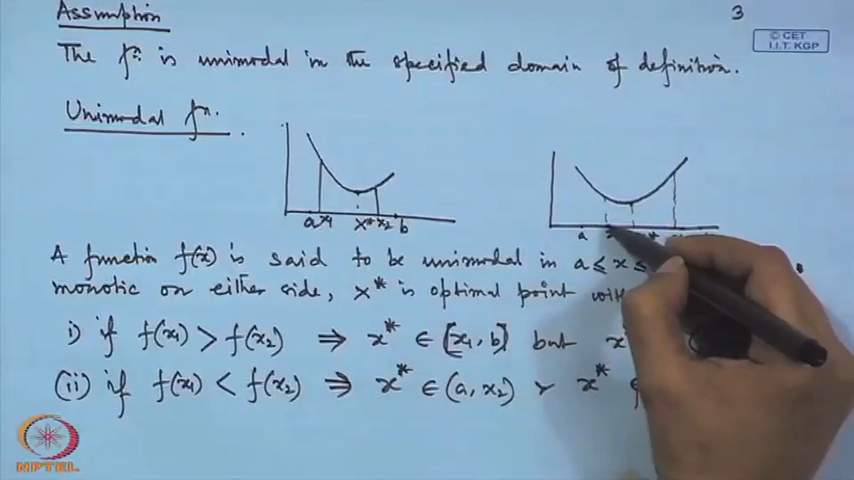 Assumption
3
© CET
I.I.T. KGP
The fn. is unimodal in the specified domain of definition.
Unimodal fn.
a x1 x* x2 b
a
A function f(x) is said to be unimodal in a ≤ x ≤
monotic on either side, x* is optimal point
i) if f(x1) > f(x2) ⇒ x* ∈ [x1, b] but
(ii) if f(x1) < f(x2) ⇒ x* ∈ (a, x2) x*
NPTEL